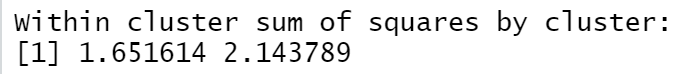 Within cluster sum of squares by cluster:
[1] 1.651614 2.143789